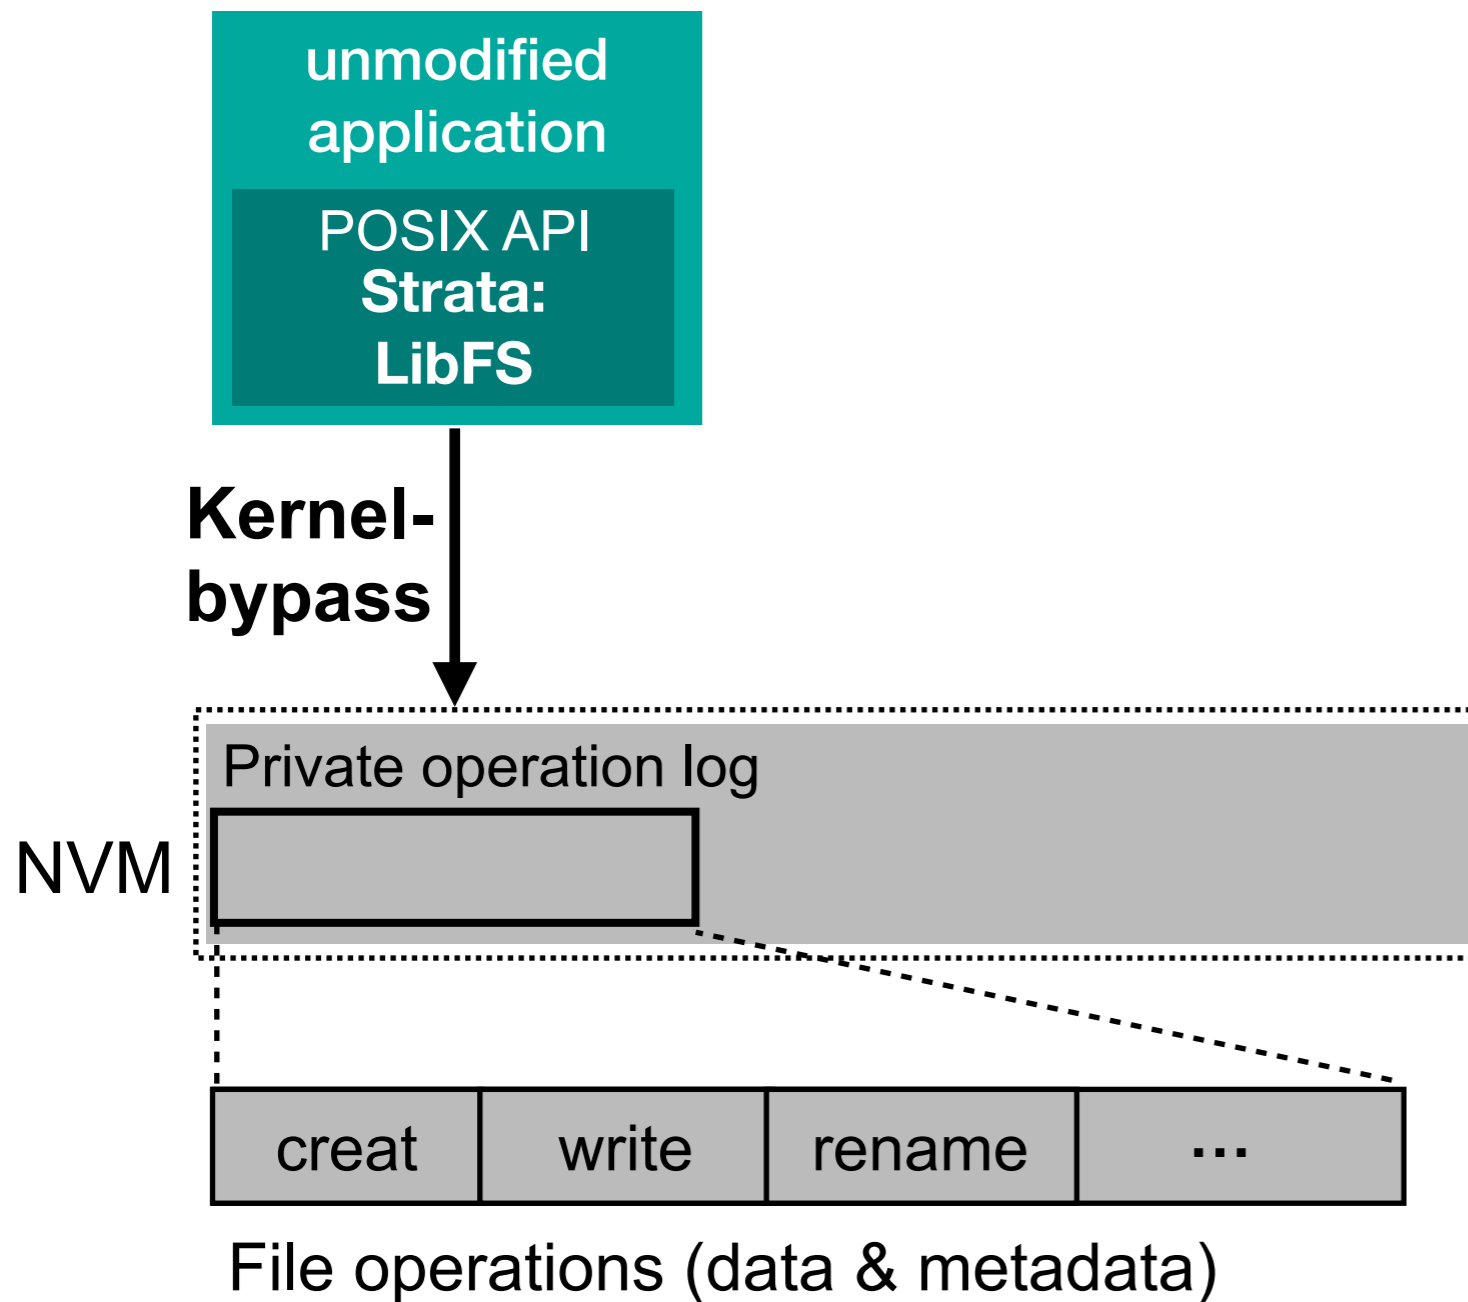 unmodified
application
POSIX API
Strata:
LibFS
Kernel-
bypass
Private operation log
NVM
creat write rename ...
File operations (data & metadata)